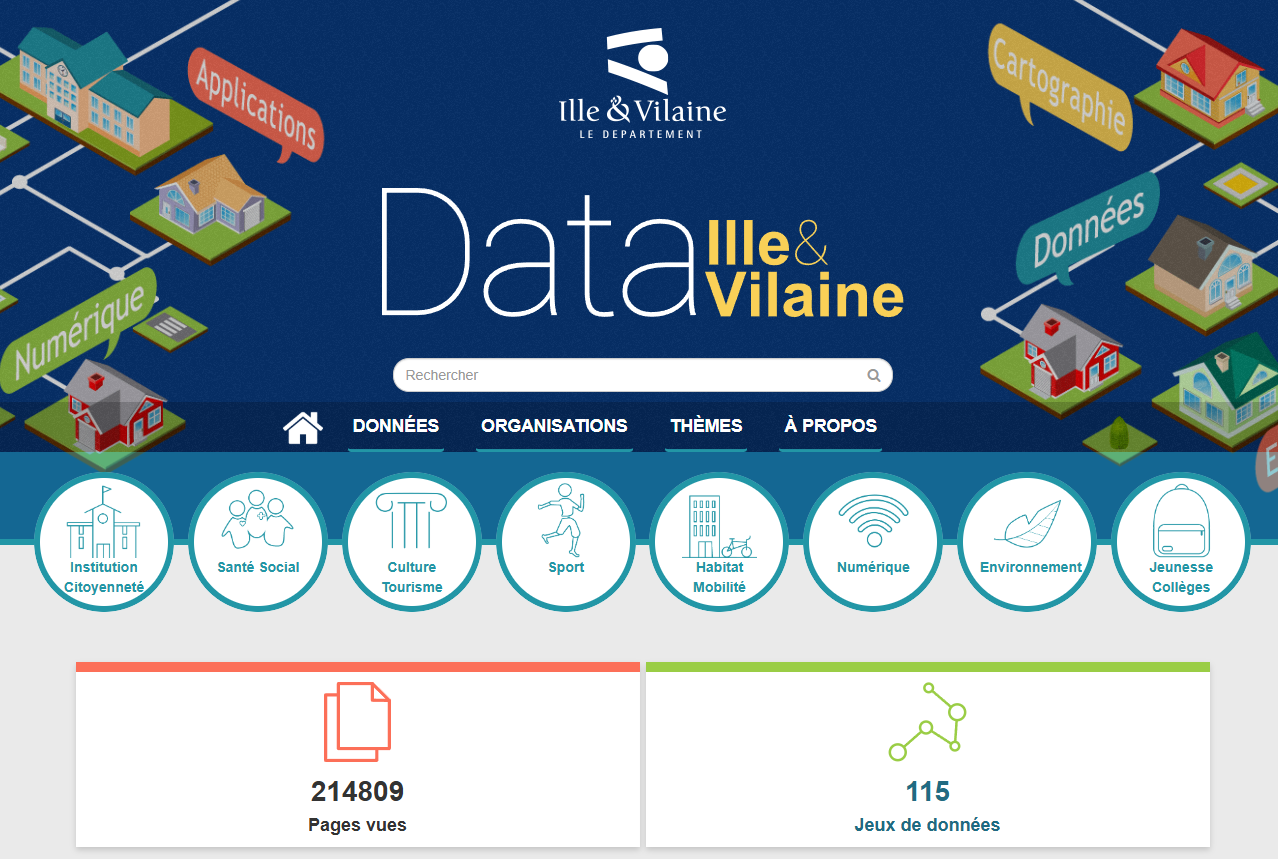 Applications
Cartographie
Ille & Vilaine
LE DEPARTEMENT
Données
Numérique
Data Ille &
Vilaine
Rechercher
DONNÉES ORGANISATIONS THÈMES À PROPOS
Institution
Citoyenneté
Santé Social
Culture
Tourisme
Sport
Habitat
Mobilité
Numérique
Environnement
Jeunesse
Collèges
214809
Pages vues
115
Jeux de données